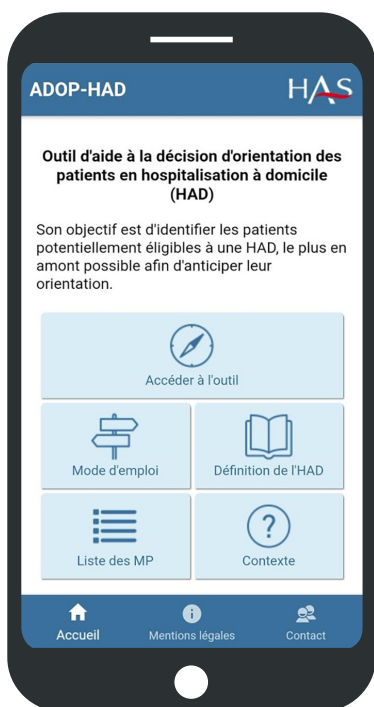 ADOP-HAD
HAS
Outil d'aide à la décision d'orientation des
patients en hospitalisation à domicile
(HAD)
Son objectif est d'identifier les patients
potentiellement éligibles à une HAD, le plus en
amont possible afin d'anticiper leur
orientation.
Accéder à l'outil
Mode d'emploi
Définition de l'HAD
Liste des MP
?
Contexte
Accueil
Mentions légales
Contact